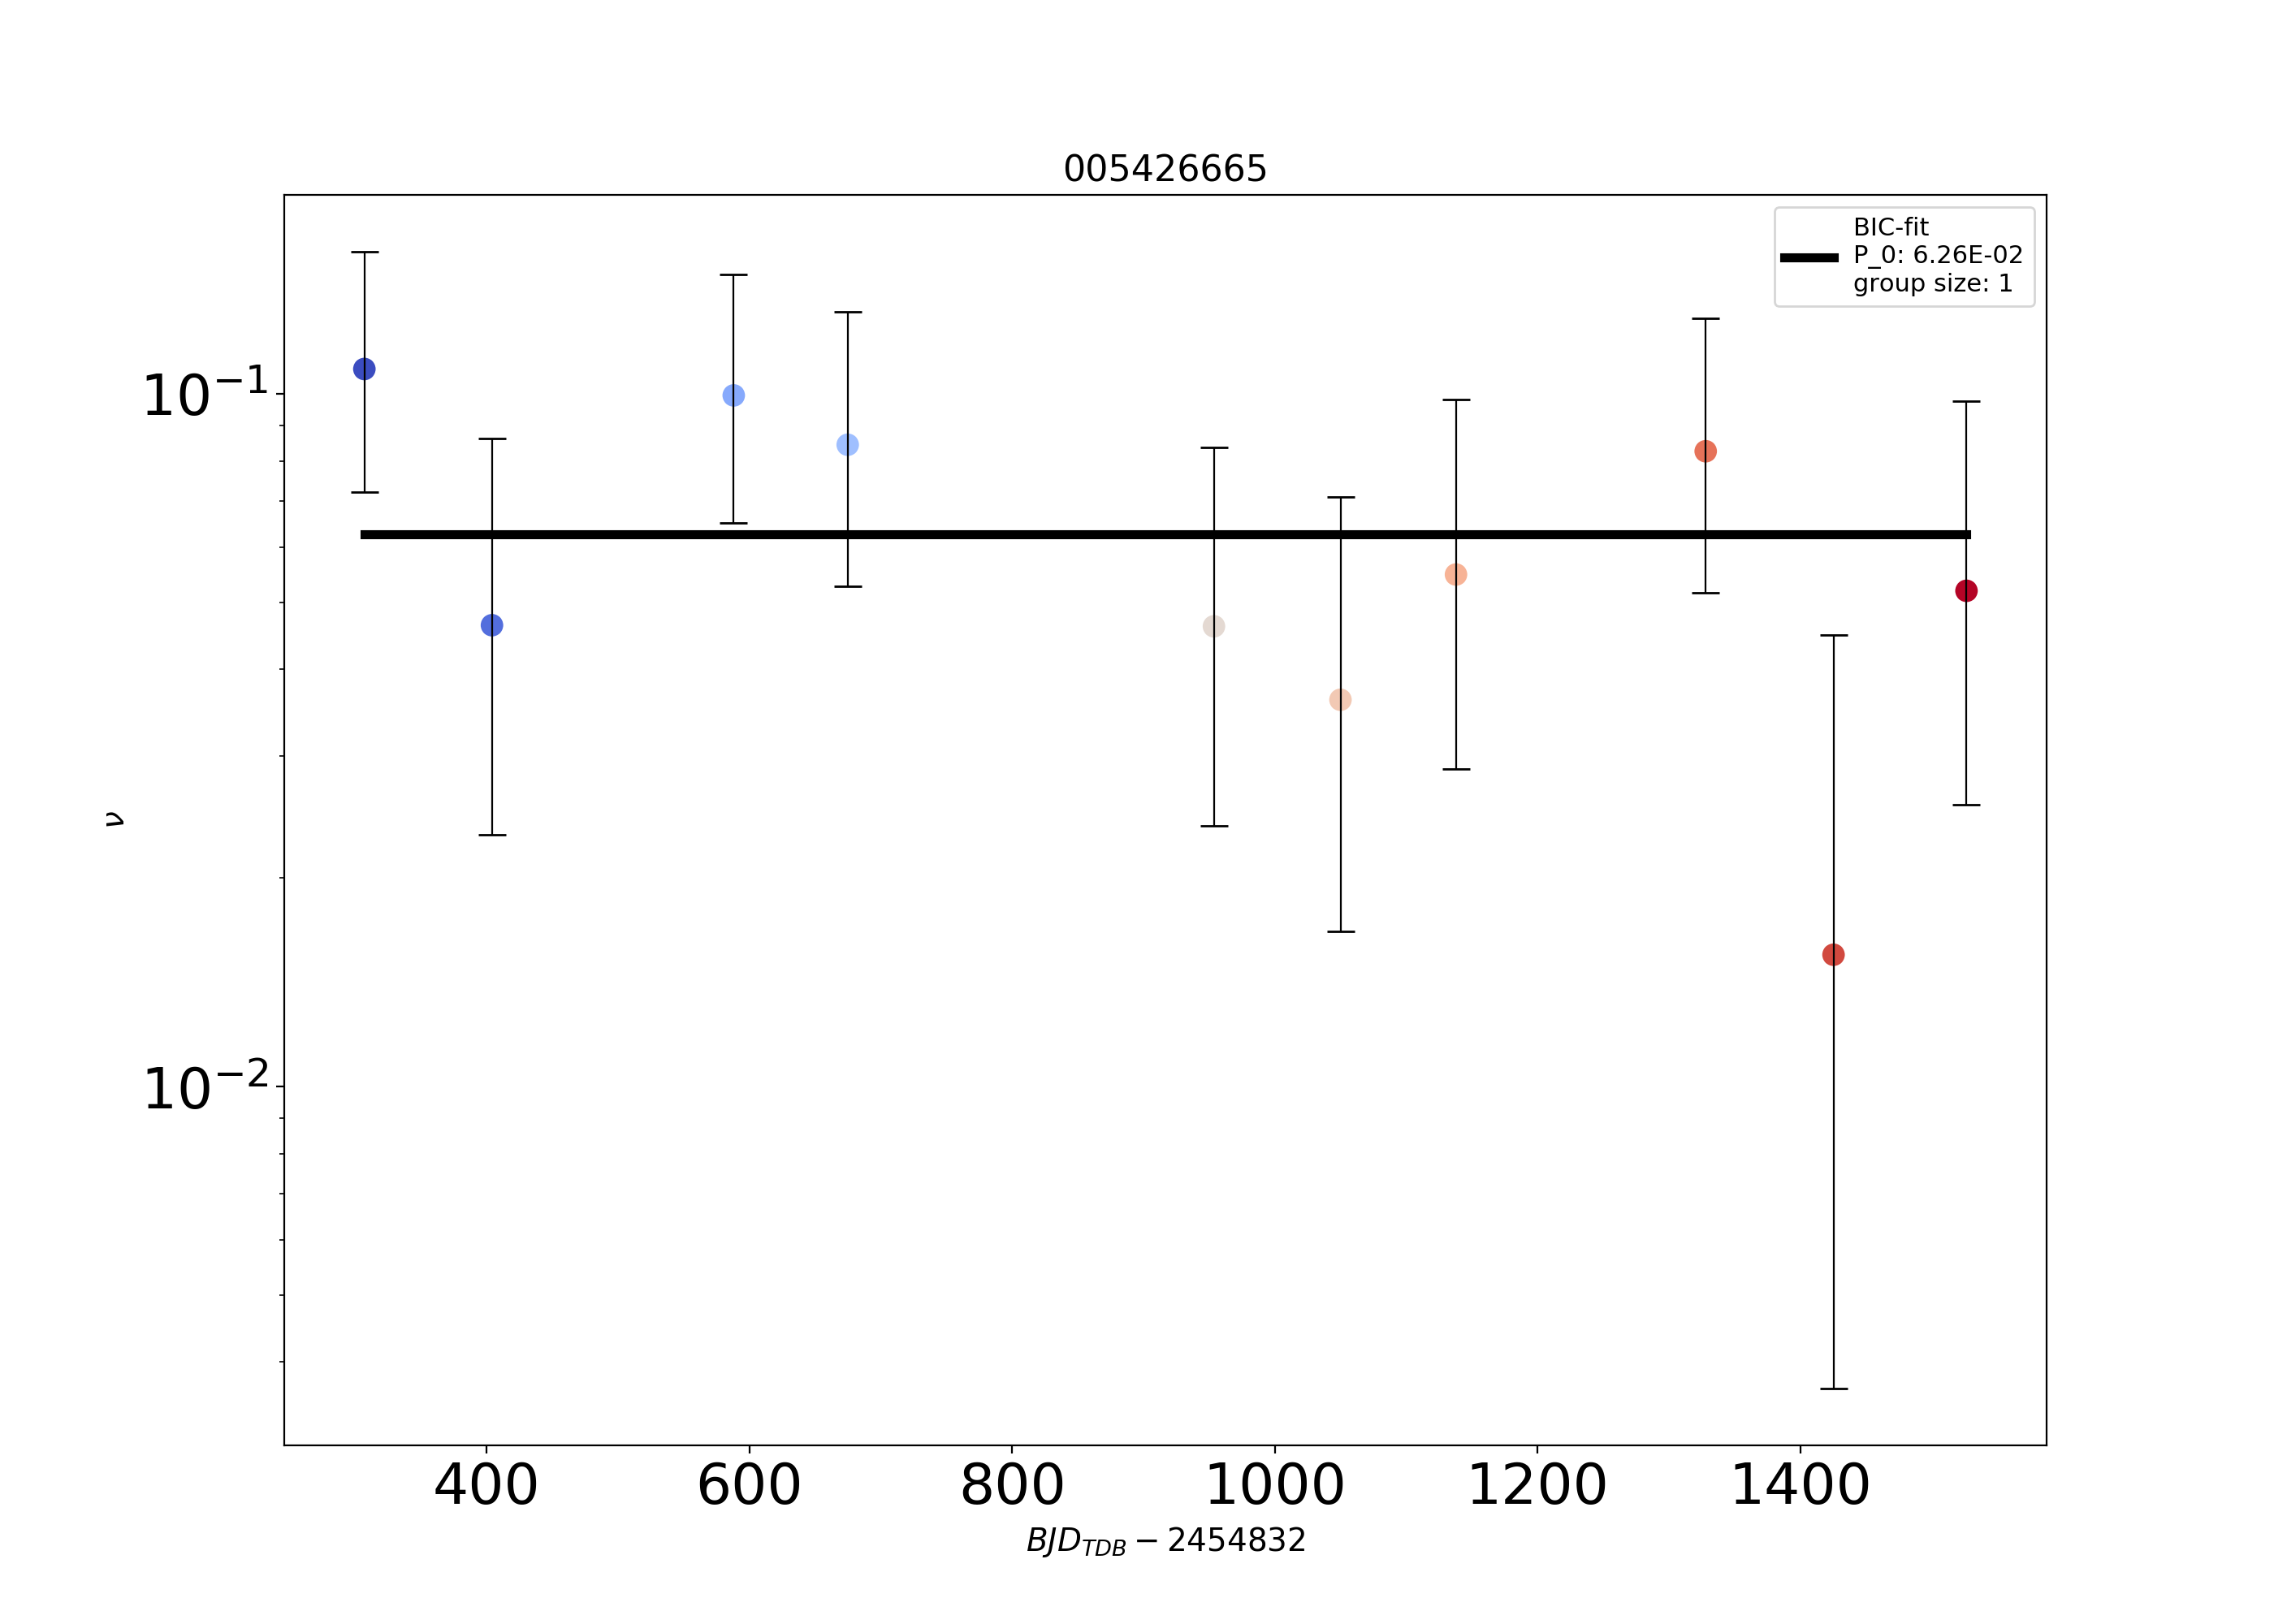 005426665
BIC-fit
P_0: 6.26E-02
group size: 1
10⁻¹
10⁻²
ν
400 600 800 1000 1200 1400
BJD_TDB − 2454832